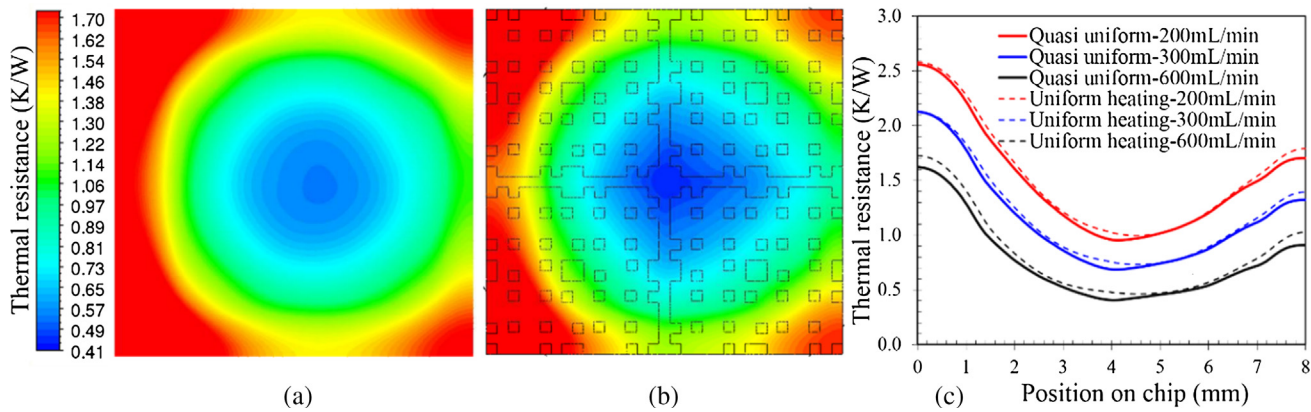 Thermal resistance (K/W)
1.70
1.62
1.54
1.46
1.38
1.30
1.22
1.14
1.06
0.97
0.89
0.81
0.73
0.65
0.57
0.49
0.41
(a)
(b)
Thermal resistance (K/W)
3.0
2.5
2.0
1.5
1.0
0.5
0.0
Quasi uniform-200mL/min
Quasi uniform-300mL/min
Quasi uniform-600mL/min
Uniform heating-200mL/min
Uniform heating-300mL/min
Uniform heating-600mL/min
0 1 2 3 4 5 6 7 8
(c) Position on chip (mm)